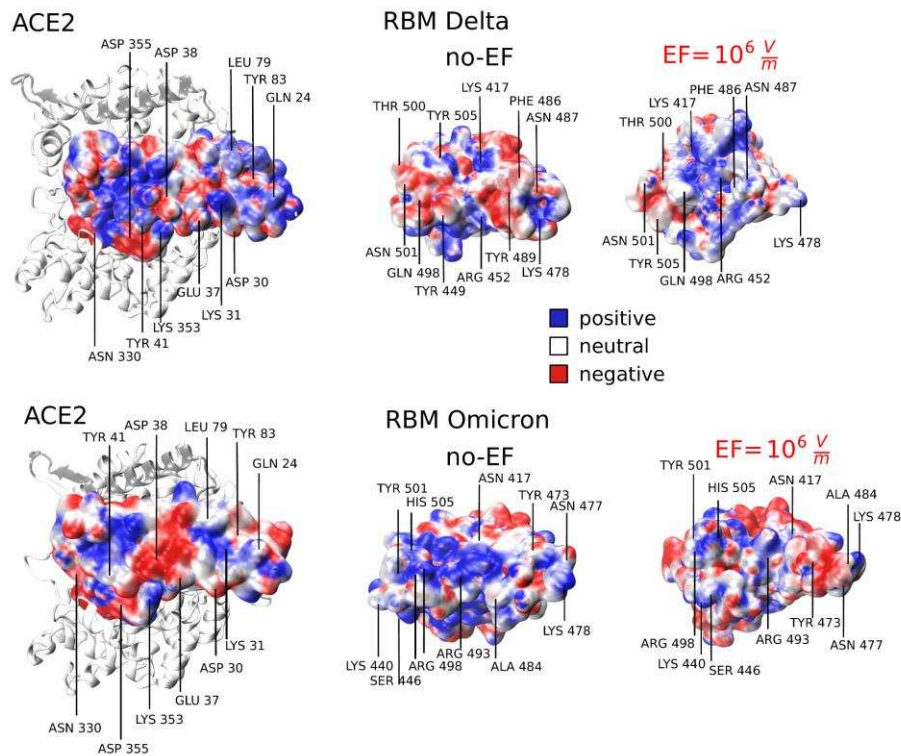 ACE2
ASP 355
ASP 38
LEU 79
TYR 83
GLN 24
GLU 37
ASP 30
LYS 31
LYS 353
TYR 41
ASN 330
RBM Delta
no-EF
LYS 417
PHE 486
THR 500
TYR 505
ASN 487
ASN 501
GLN 498
TYR 449
ARG 452
TYR 489
LYS 478
EF= 10⁶ V/m
PHE 486
ASN 487
LYS 417
THR 500
LYS 478
ASN 501
TYR 505
GLN 498
ARG 452
positive
neutral
negative
ACE2
ASP 38
LEU 79
TYR 41
TYR 83
GLN 24
LYS 31
ASP 30
GLU 37
LYS 353
ASN 330
ASP 355
RBM Omicron
no-EF
ASN 417
TYR 501
TYR 473
HIS 505
ASN 477
LYS 478
LYS 440
ARG 498
ARG 493
ALA 484
SER 446
EF= 10⁶ V/m
TYR 501
ASN 417
HIS 505
ALA 484
LYS 478
TYR 473
ARG 493
ASN 477
ARG 498
LYS 440
SER 446